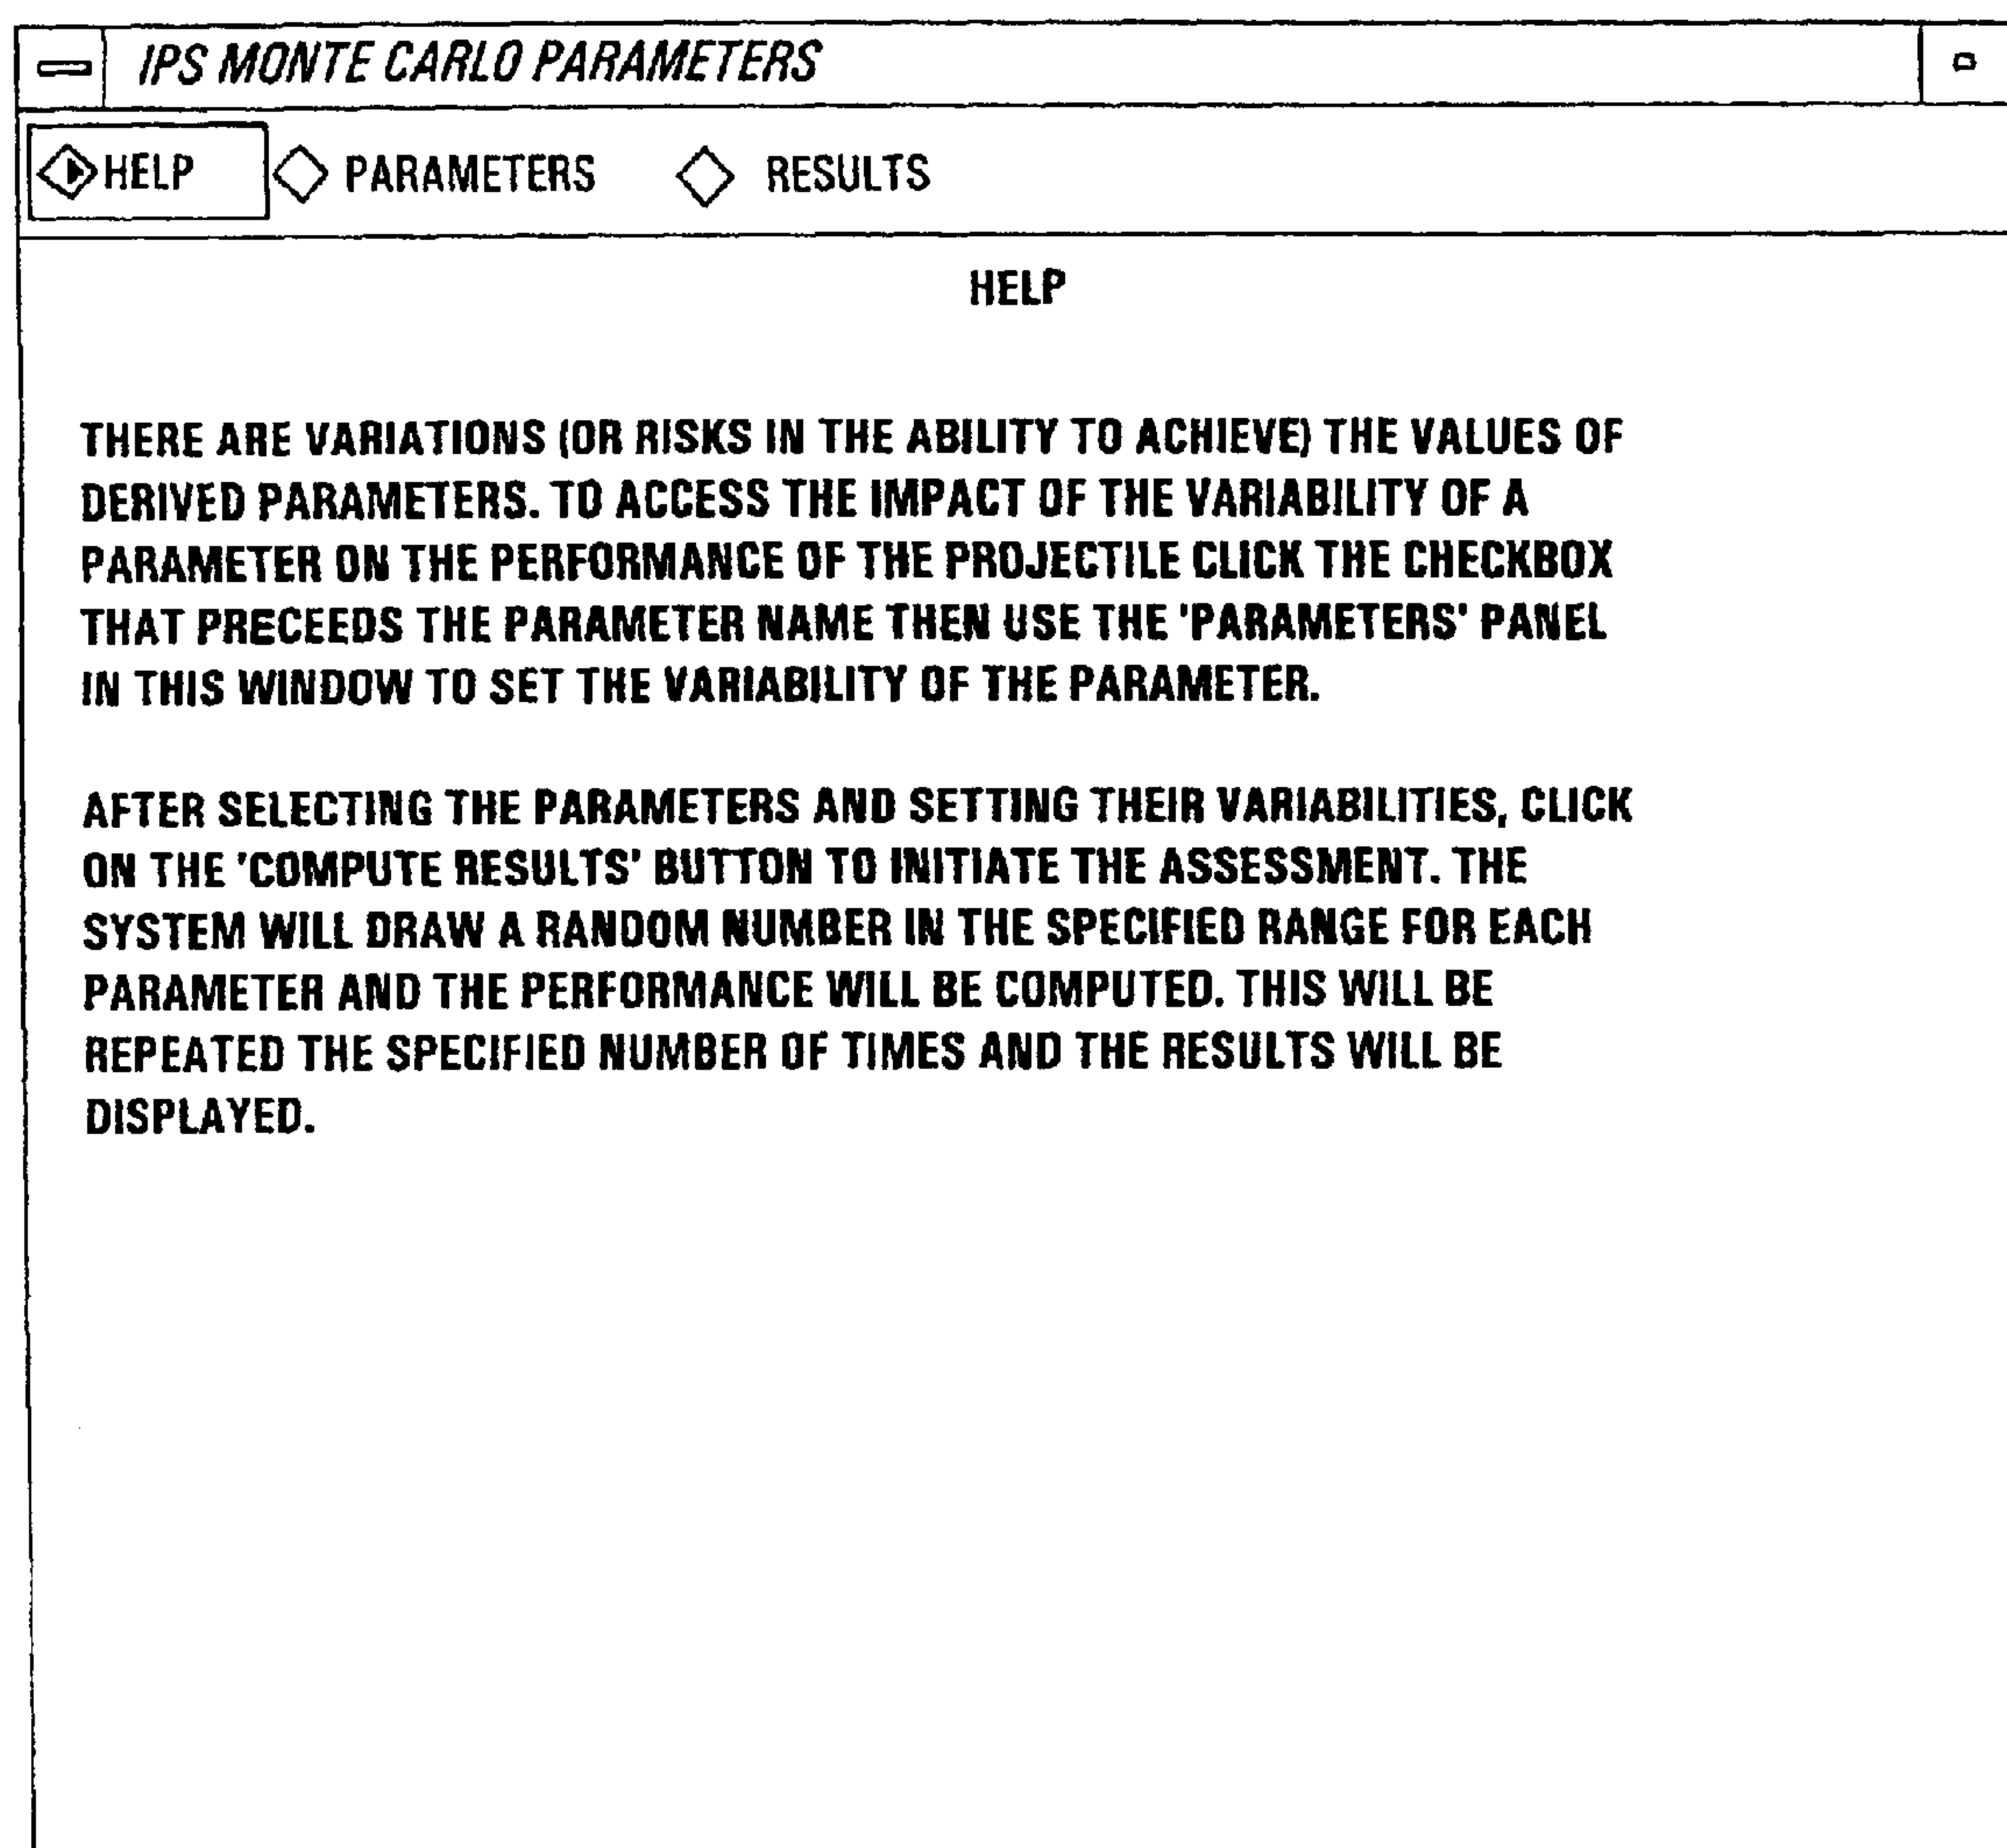 IPS MONTE CARLO PARAMETERS
HELP PARAMETERS RESULTS
HELP
THERE ARE VARIATIONS (OR RISKS IN THE ABILITY TO ACHIEVE) THE VALUES OF
DERIVED PARAMETERS. TO ACCESS THE IMPACT OF THE VARIABILITY OF A
PARAMETER ON THE PERFORMANCE OF THE PROJECTILE CLICK THE CHECKBOX
THAT PRECEEDS THE PARAMETER NAME THEN USE THE 'PARAMETERS' PANEL
IN THIS WINDOW TO SET THE VARIABILITY OF THE PARAMETER.
AFTER SELECTING THE PARAMETERS AND SETTING THEIR VARIABILITIES, CLICK
ON THE 'COMPUTE RESULTS' BUTTON TO INITIATE THE ASSESSMENT. THE
SYSTEM WILL DRAW A RANDOM NUMBER IN THE SPECIFIED RANGE FOR EACH
PARAMETER AND THE PERFORMANCE WILL BE COMPUTED. THIS WILL BE
REPEATED THE SPECIFIED NUMBER OF TIMES AND THE RESULTS WILL BE
DISPLAYED.